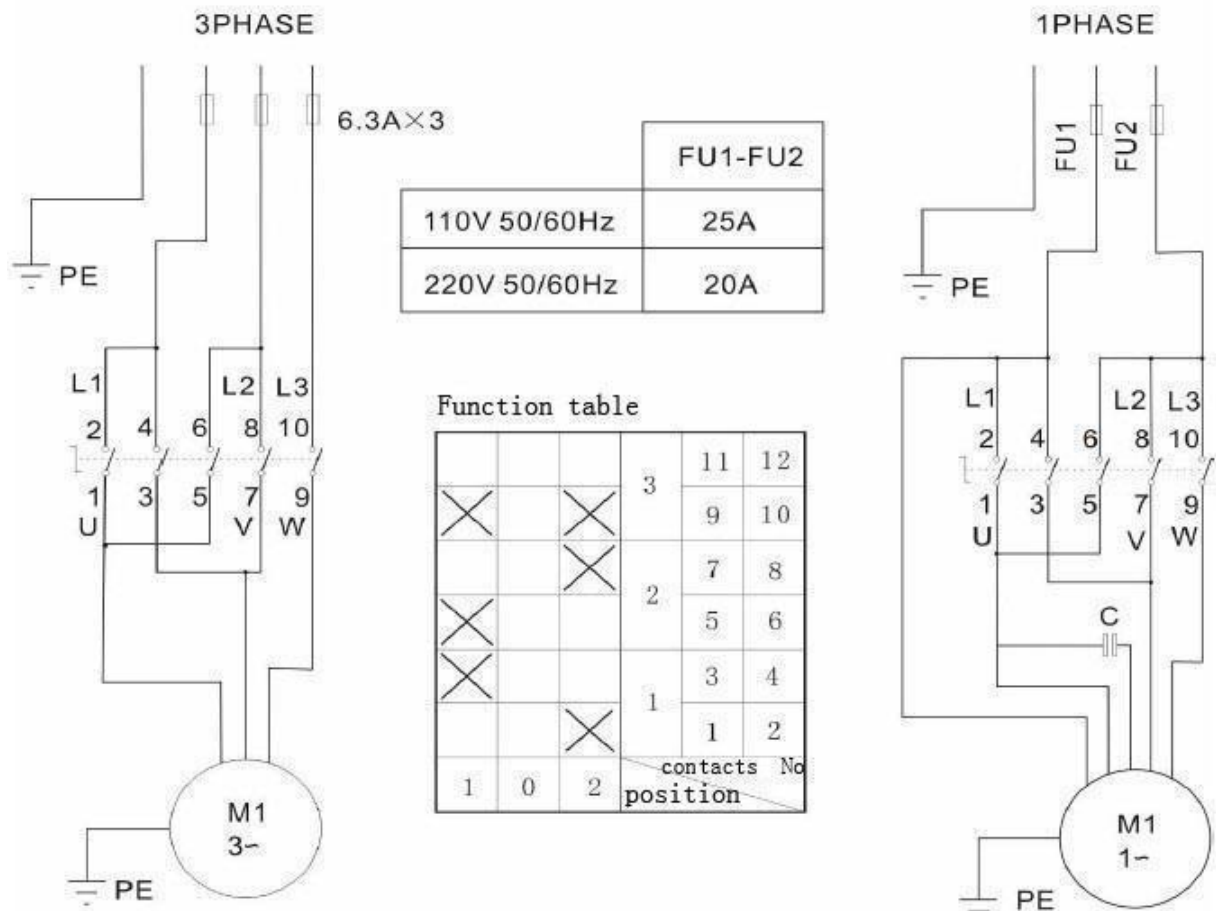 3PHASE
6.3A×3
PE
L1 L2 L3
2 4 6 8 10
1 3 5 7 9
U V W
M1
3~
PE
FU1-FU2
110V 50/60Hz 25A
220V 50/60Hz 20A
Function table
3 11 12
9 10
2 7 8
5 6
1 3 4
1 2
contacts No
1 0 2 position
1PHASE
FU1 FU2
PE
L1 L2 L3
2 4 6 8 10
1 3 5 7 9
U V W
C
M1
1~
PE